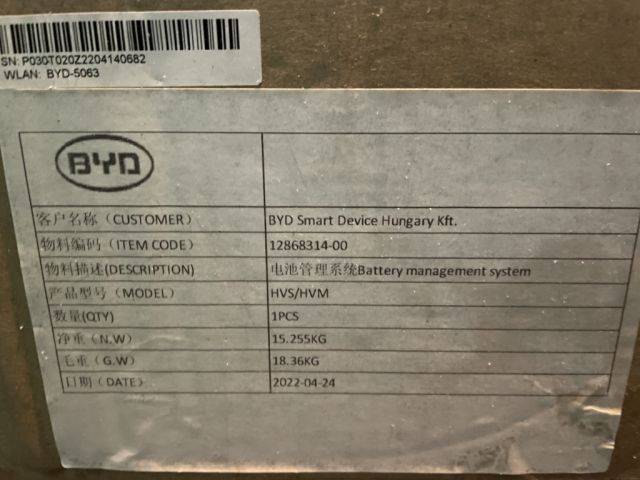 SN: P030T020Z2204140682
WLAN: BYD-5063
BYD
客户名称（CUSTOMER） BYD Smart Device Hungary Kft.
物料编码（ITEM CODE） 12868314-00
物料描述(DESCRIPTION) 电池管理系统Battery management system
产品型号（MODEL） HVS/HVM
数量(QTY) 1PCS
净重（N.W） 15.255KG
毛重（G.W） 18.36KG
日期（DATE） 2022-04-24